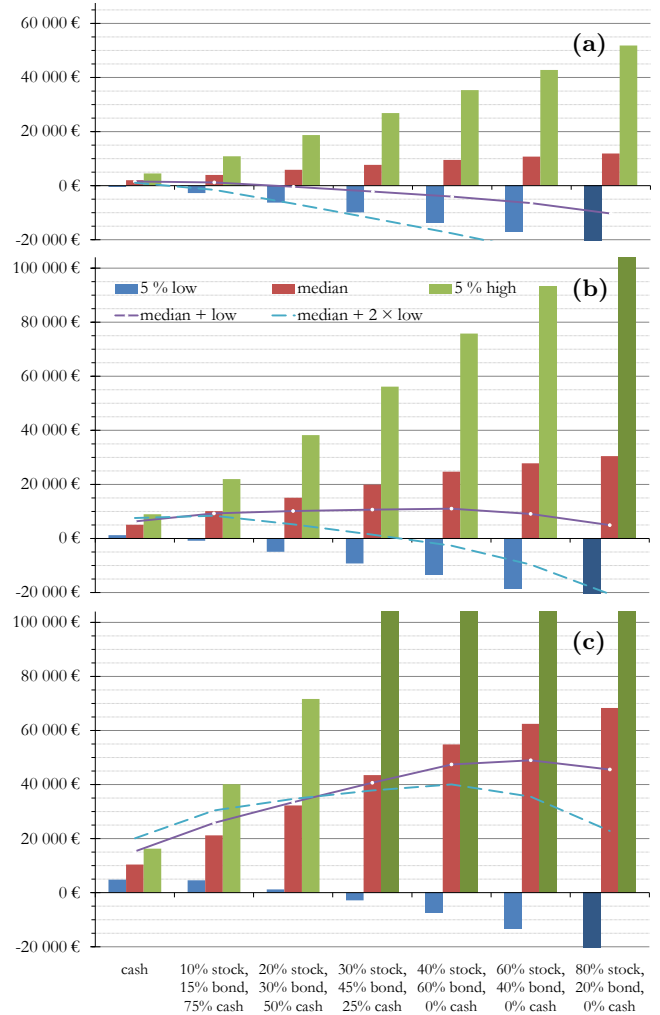 60 000 €
(a)
40 000 €
20 000 €
0 €
-20 000 €
100 000 €
5 % low
median
5 % high
(b)
median + low
median + 2 × low
80 000 €
60 000 €
40 000 €
20 000 €
0 €
-20 000 €
100 000 €
(c)
80 000 €
60 000 €
40 000 €
20 000 €
0 €
-20 000 €
cash
10% stock,
15% bond,
75% cash
20% stock,
30% bond,
50% cash
30% stock,
45% bond,
25% cash
40% stock,
60% bond,
0% cash
60% stock,
40% bond,
0% cash
80% stock,
20% bond,
0% cash